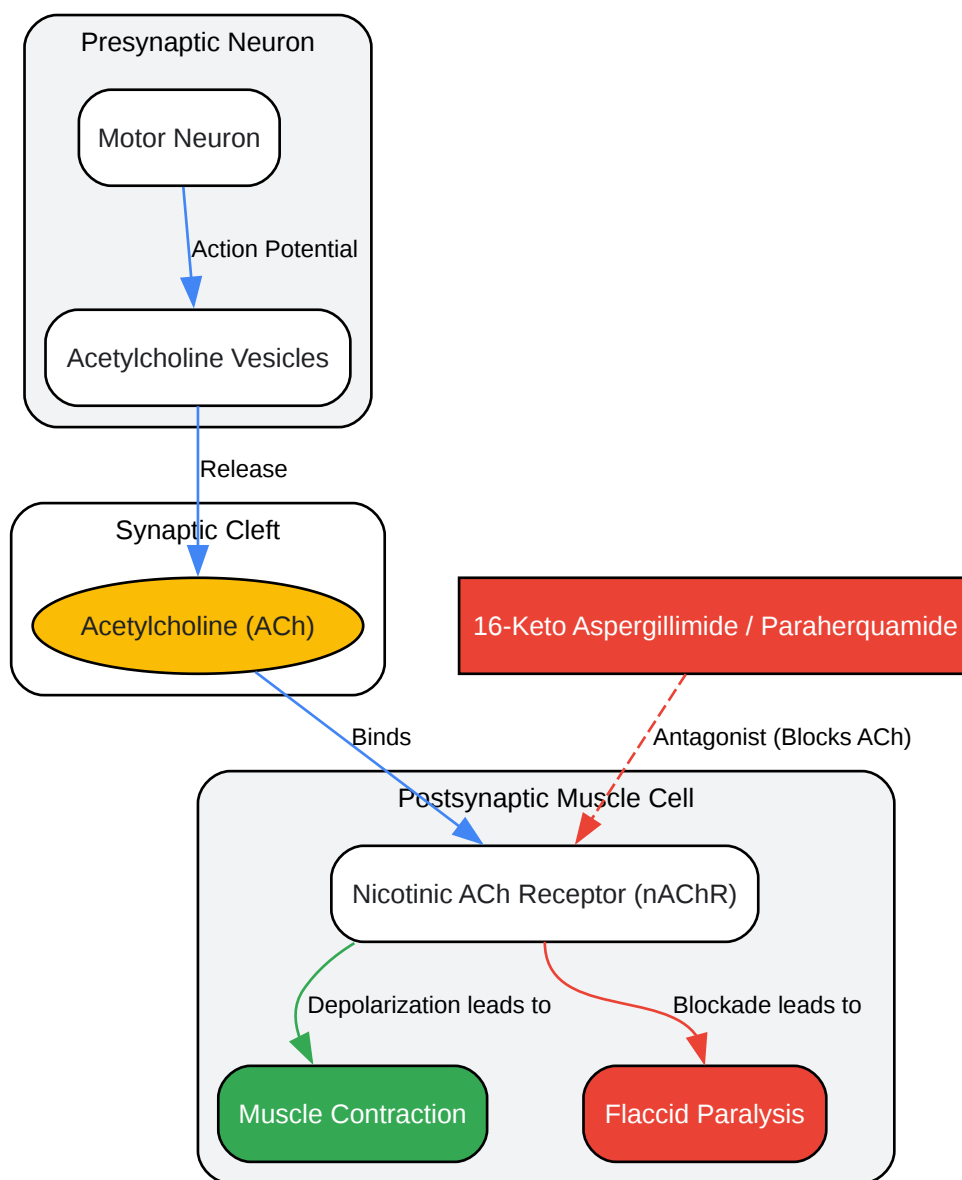 Presynaptic Neuron
Motor Neuron
Action Potential
Acetylcholine Vesicles
Release
Synaptic Cleft
Acetylcholine (ACh)
16-Keto Aspergillimide / Paraherquamide
Binds
Antagonist (Blocks ACh)
Postsynaptic Muscle Cell
Nicotinic ACh Receptor (nAChR)
Depolarization leads to
Blockade leads to
Muscle Contraction
Flaccid Paralysis